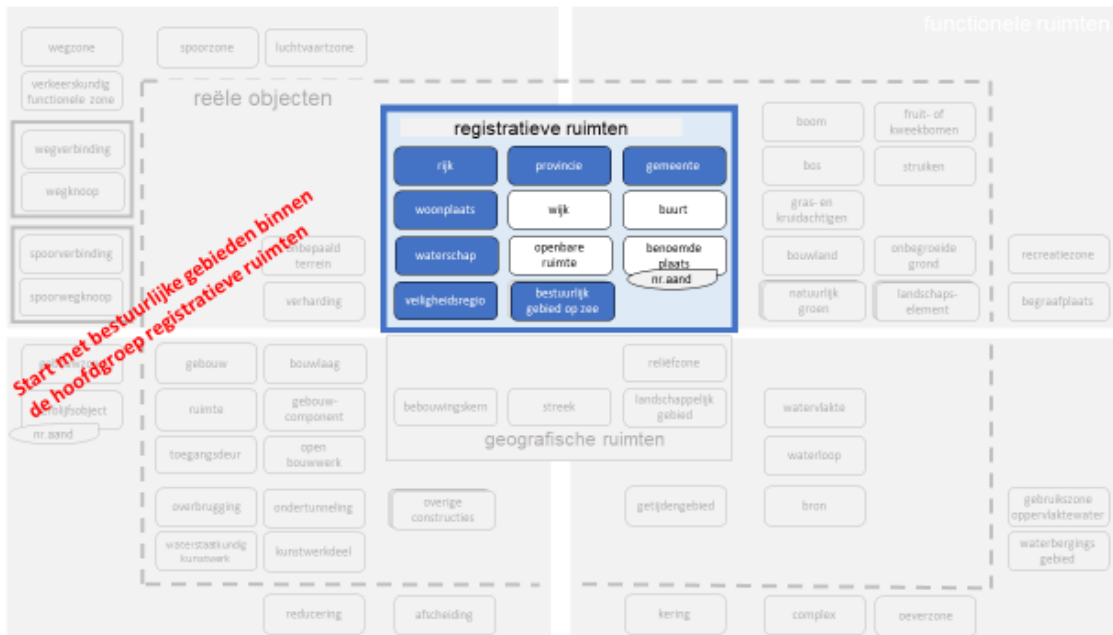 functionele ruimten
wegzone
spoorzone
luchtvaartzone
verkeerskundig
functionele zone
reële objecten
wegverbinding
wegknoop
spoorverbinding
spoorwegknoop
terrein
verharding
registratieve ruimten
rijk
provincie
gemeente
woonplaats
wijk
buurt
waterschap
openbare
ruimte
benoemde
plaats
nr.aand
veiligheidsregio
bestuurlijk
gebied op zee
boom
fruit- of
kweekbomen
bos
struiken
gras- en
kruidachtigen
bouwland
onbegroeide
grond
natuurlijk
groen
landschaps-
element
recreatiezone
begraafplaats
Start met bestuurlijke gebieden binnen
de hoofdgroep registratieve ruimten
nr.aand
gebouw
bouwlaag
ruimte
gebouw-
component
toegangsdeur
open
bouwwerk
overbrugging
ondertunneling
waterstaatkundig
kunstwerk
kunstwerkdeel
overige
constructies
reliëfzone
bebouwingskern
streek
landschappelijk
gebied
geografische ruimten
watervlakte
waterloop
getijdengebied
bron
gebruikszone
oppervlaktewater
waterbergings
gebied
reducering
afscheiding
kering
complex
oeverzone